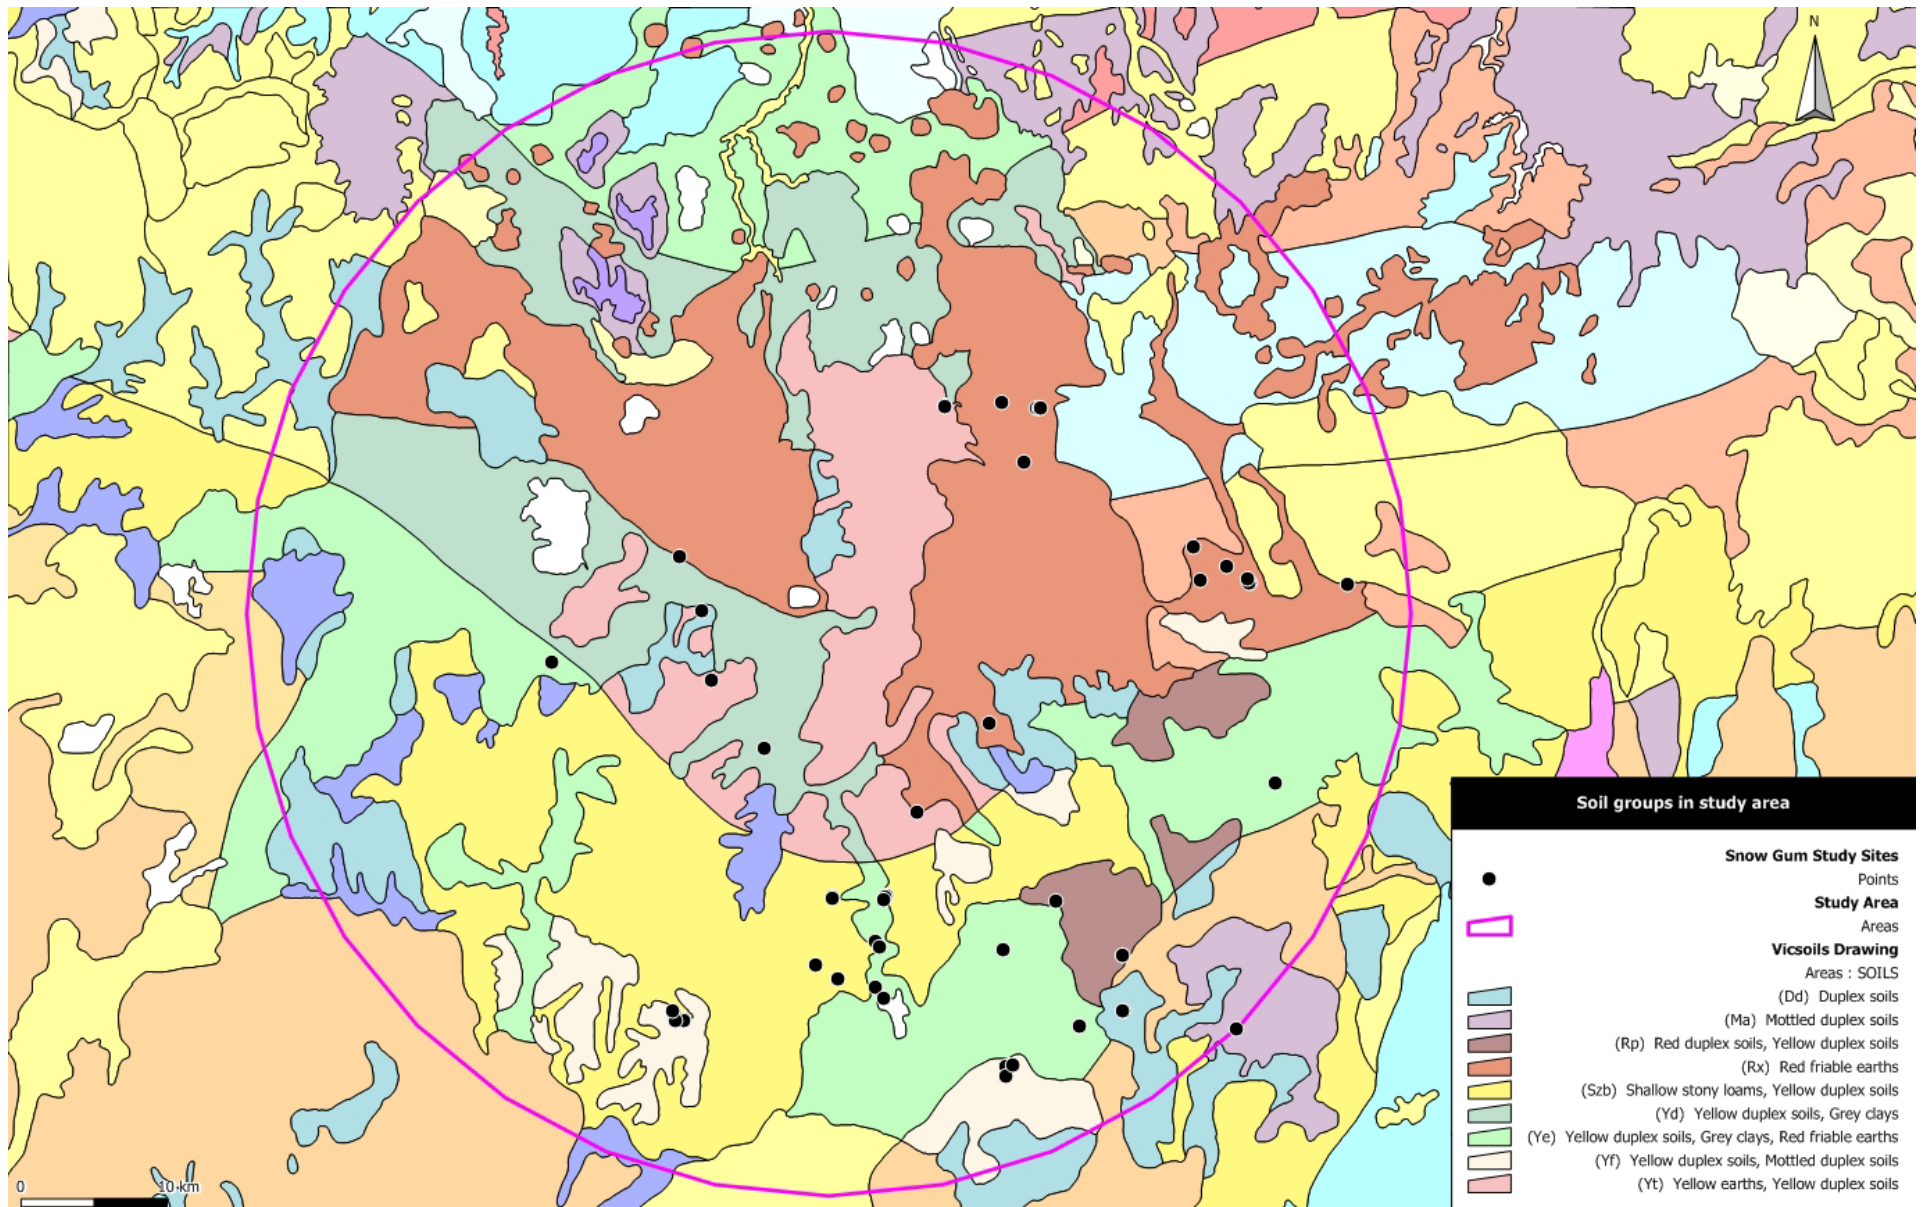 N
Soil groups in study area
Snow Gum Study Sites
Points
Study Area
Areas
Vicsoils Drawing
Areas : SOILS
(Dd) Duplex soils
(Ma) Mottled duplex soils
(Rp) Red duplex soils, Yellow duplex soils
(Rx) Red friable earths
(Szb) Shallow stony loams, Yellow duplex soils
(Yd) Yellow duplex soils, Grey clays
(Ye) Yellow duplex soils, Grey clays, Red friable earths
(Yf) Yellow duplex soils, Mottled duplex soils
(Yt) Yellow earths, Yellow duplex soils
0 10 km